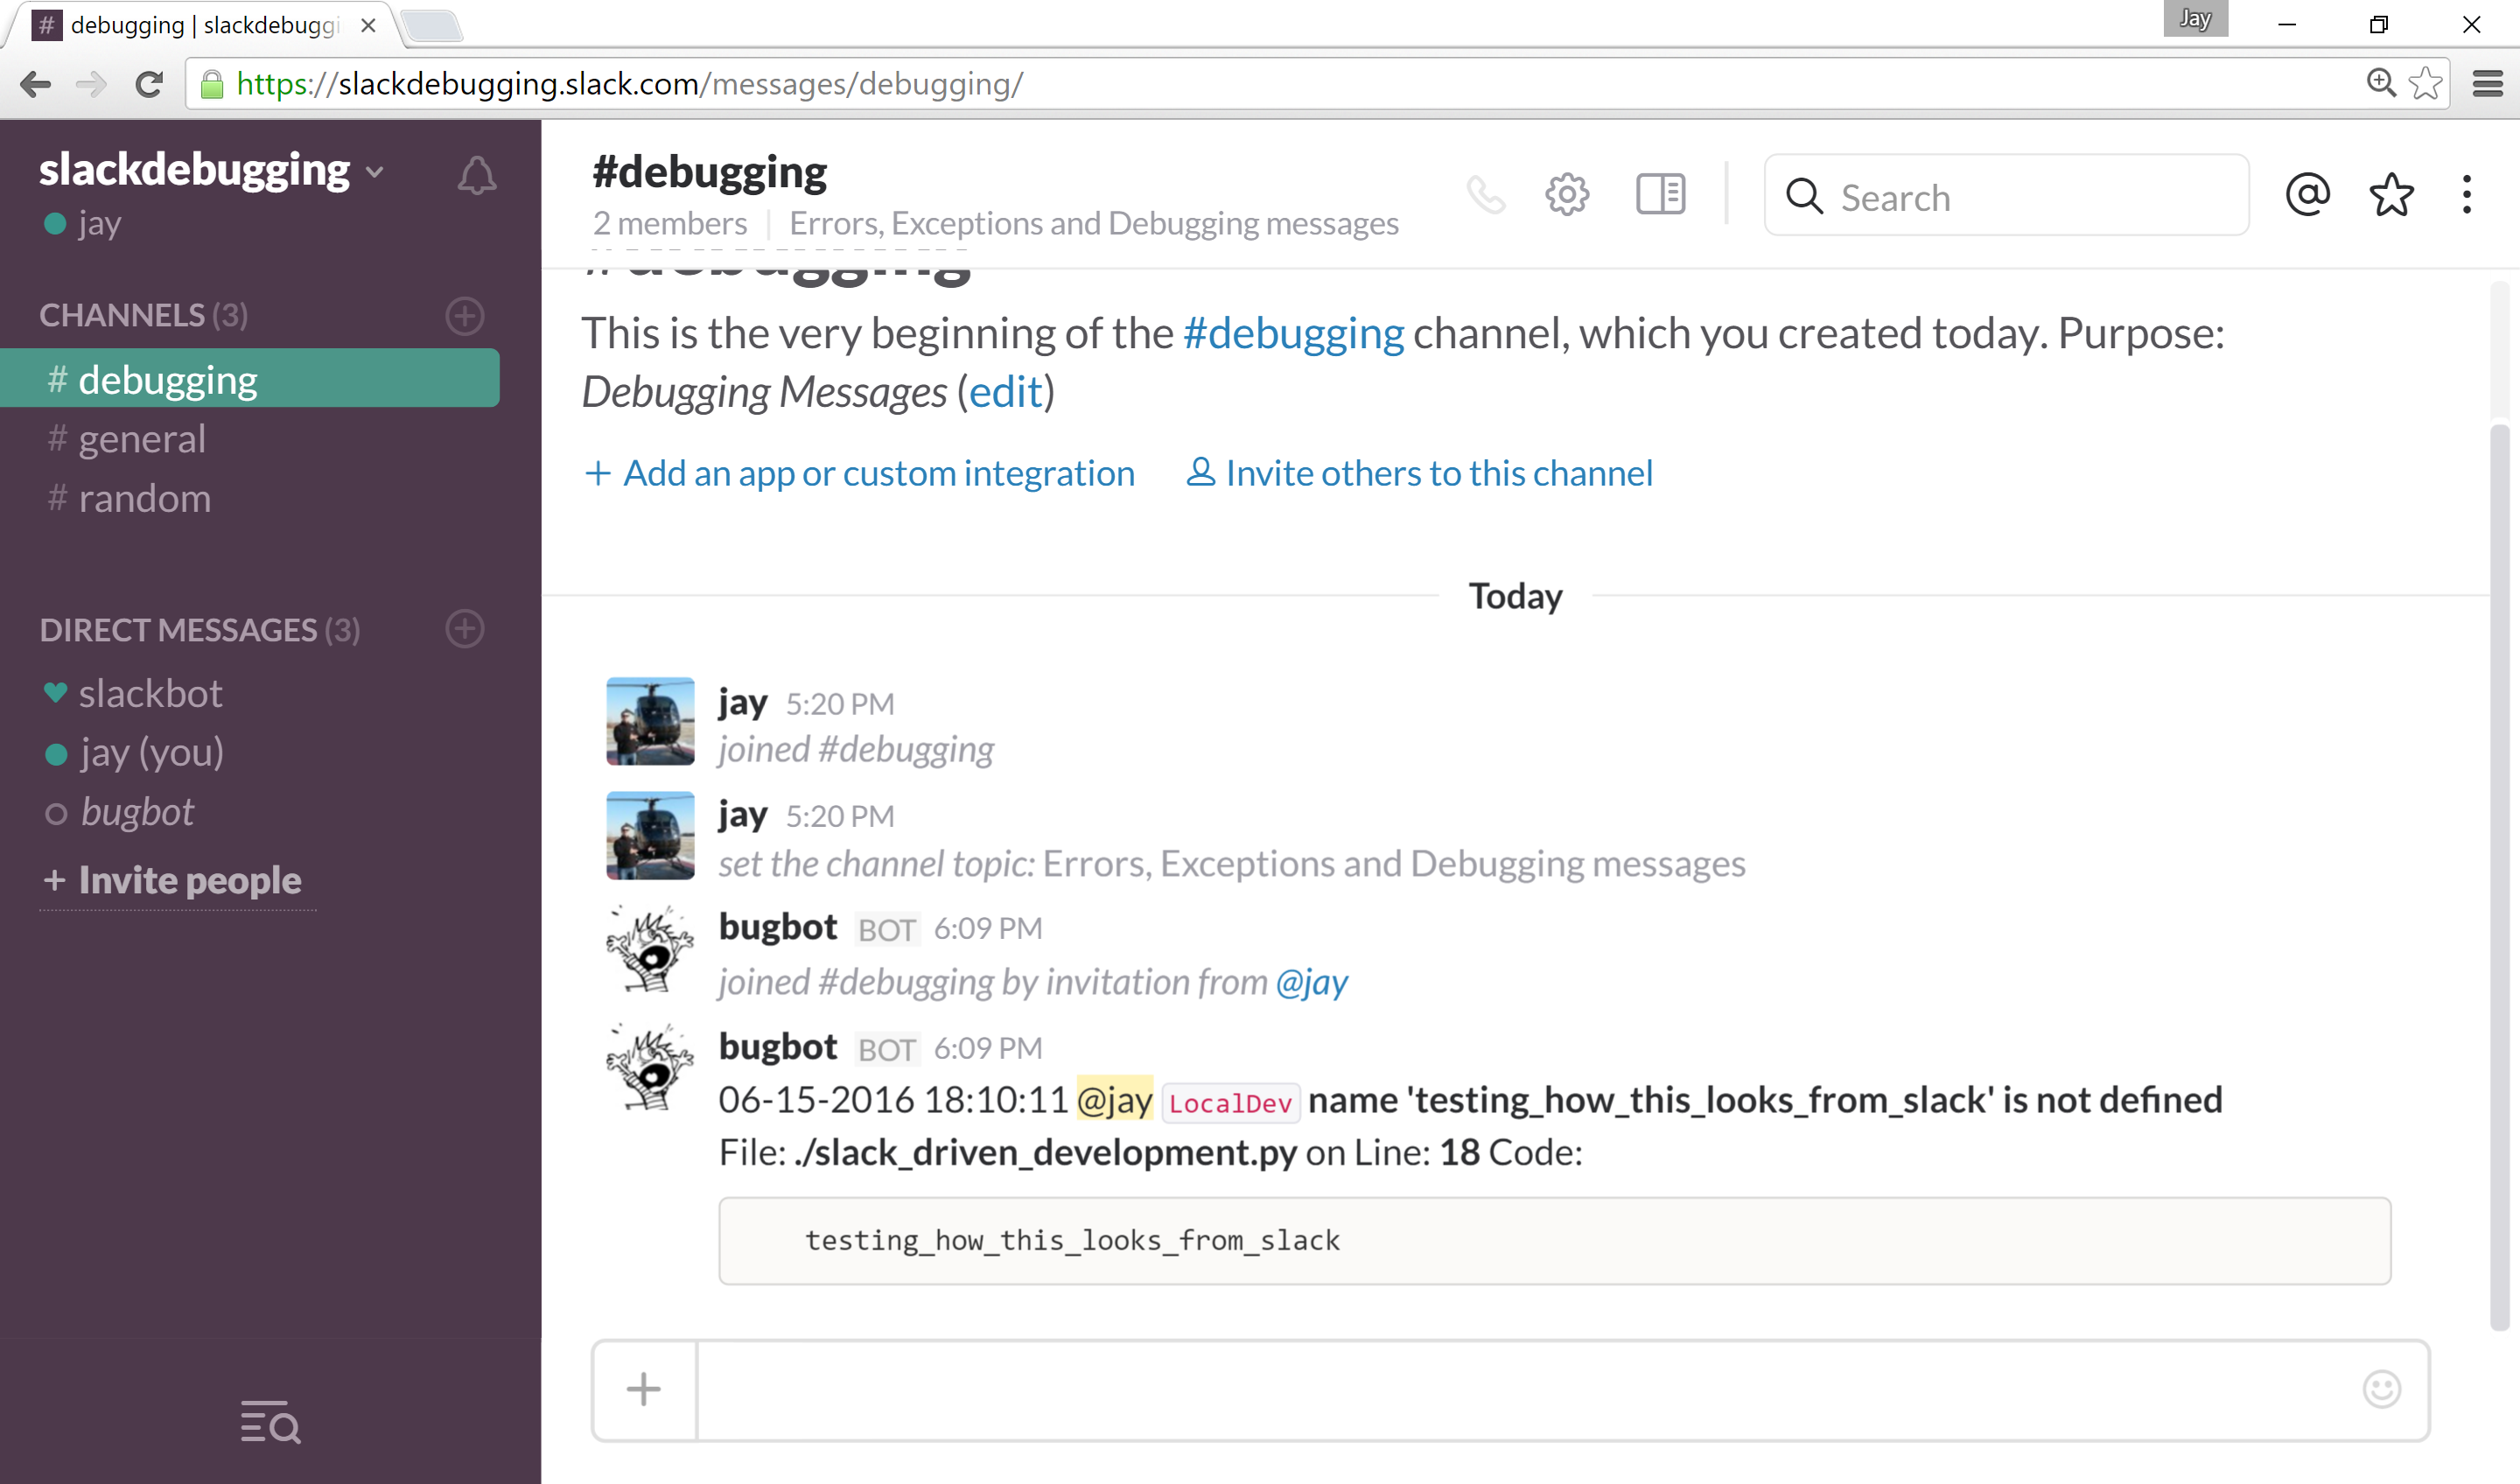 debugging | slackdebuggi
Jay
https://slackdebugging.slack.com/messages/debugging/
slackdebugging
jay
CHANNELS (3)
# debugging
# general
# random
DIRECT MESSAGES (3)
slackbot
jay (you)
bugbot
+ Invite people
#debugging
2 members | Errors, Exceptions and Debugging messages
Search
#debugging
This is the very beginning of the #debugging channel, which you created today. Purpose:
Debugging Messages (edit)
+ Add an app or custom integration Invite others to this channel
Today
jay 5:20 PM
joined #debugging
jay 5:20 PM
set the channel topic: Errors, Exceptions and Debugging messages
bugbot BOT 6:09 PM
joined #debugging by invitation from @jay
bugbot BOT 6:09 PM
06-15-2016 18:10:11 @jay LocalDev name 'testing_how_this_looks_from_slack' is not defined
File: ./slack_driven_development.py on Line: 18 Code:
testing_how_this_looks_from_slack